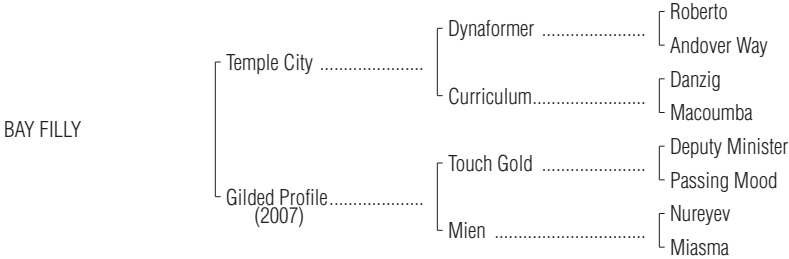 Roberto
Dynaformer ......................
Andover Way
Temple City ......................
Danzig
Curriculum........................
Macoumba
BAY FILLY
Deputy Minister
Touch Gold ......................
Passing Mood
Gilded Profile....................
(2007)
Nureyev
Mien ................................
Miasma